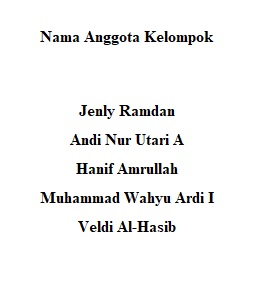 Nama Anggota Kelompok
Jenly Ramdan
Andi Nur Utari A
Hanif Amrullah
Muhammad Wahyu Ardi I
Veldi Al-Hasib